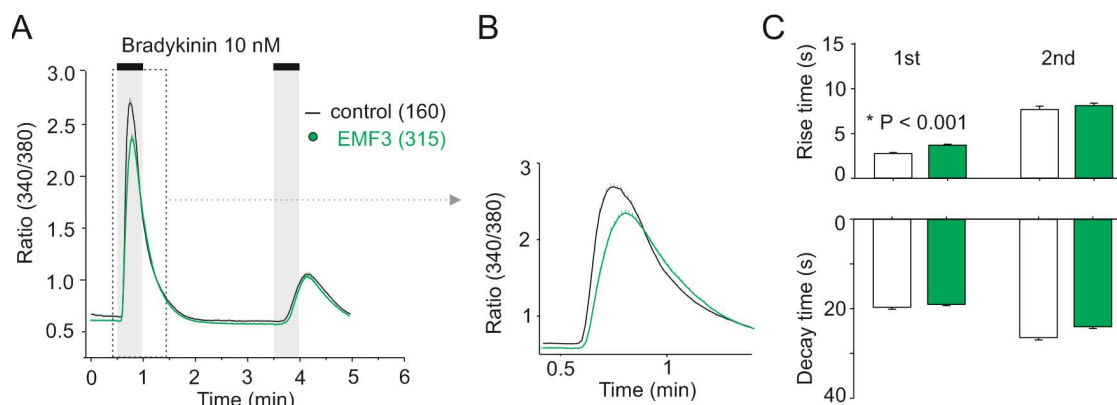 A
Bradykinin 10 nM
3.0
2.5
2.0
1.5
1.0
0.5
Ratio (340/380)
control (160)
EMF3 (315)
0 1 2 3 4 5 6
Time (min)
B
3
2
1
Ratio (340/380)
0.5 1
Time (min)
C
15
10
5
0
Rise time (s)
1st 2nd
* P < 0.001
0
20
40
Decay time (s)